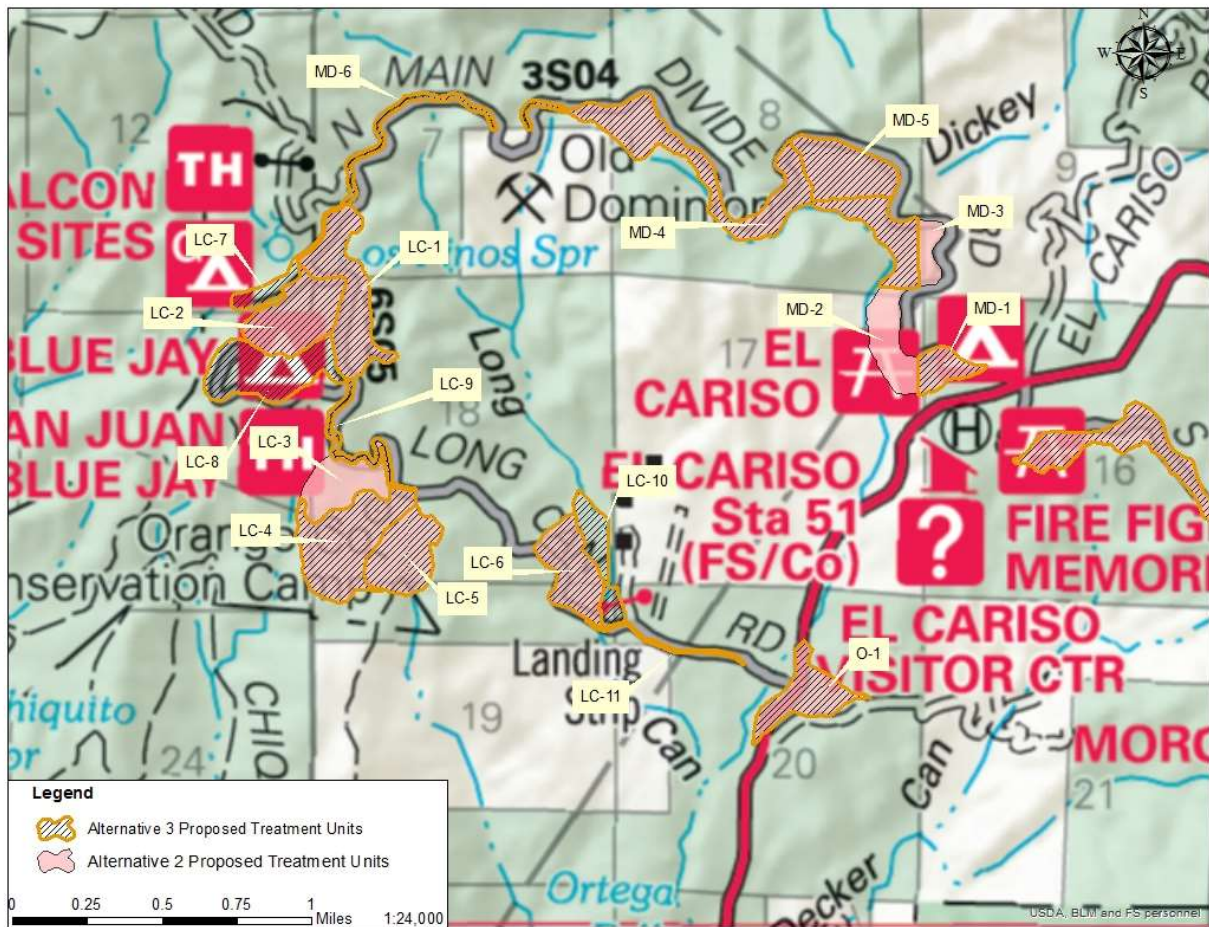 N
W
E
S
MD-6
MAIN
3S04
DIVIDE
8
MD-5
Dickey
12
N
7
9
TH
Old
Dominion
ALCON
SITES
MD-4
MD-3
RD
EL CARISO
LC-7
LC-1
Spr
LC-2
6S05
MD-2
MD-1
BLUE JAY
Long
17
EL
CARISO
LC-9
18
H
AN JUAN
BLUE JAY
LC-8
LC-3
LONG
16
S
EL CARISO
Sta 51
(FS/Co)
LC-10
?
FIRE FIG
MEMORI
LC-4
LC-6
nservation Ca
LC-5
RD
EL CARISO
VISITOR CTR
O-1
Landing
Strip
LC-11
Can
19
hiquito
24
CHIQ
20
Can
MORG
21
Ortega
Decker
Legend
Alternative 3 Proposed Treatment Units
Alternative 2 Proposed Treatment Units
0 0.25 0.5 0.75 1
Miles 1:24,000
USDA, BLM and FS personnel